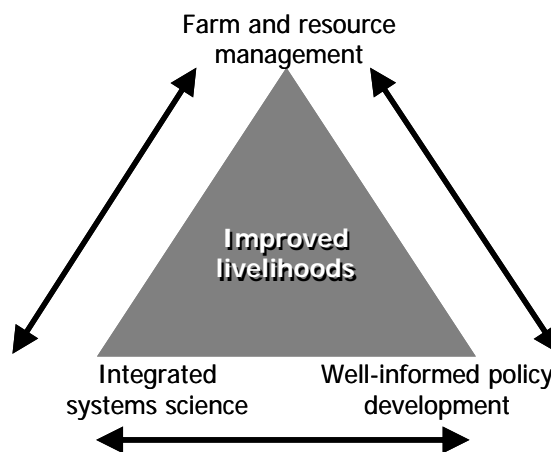 Farm and resource
management
Improved
livelihoods
Integrated
systems science
Well-informed policy
development